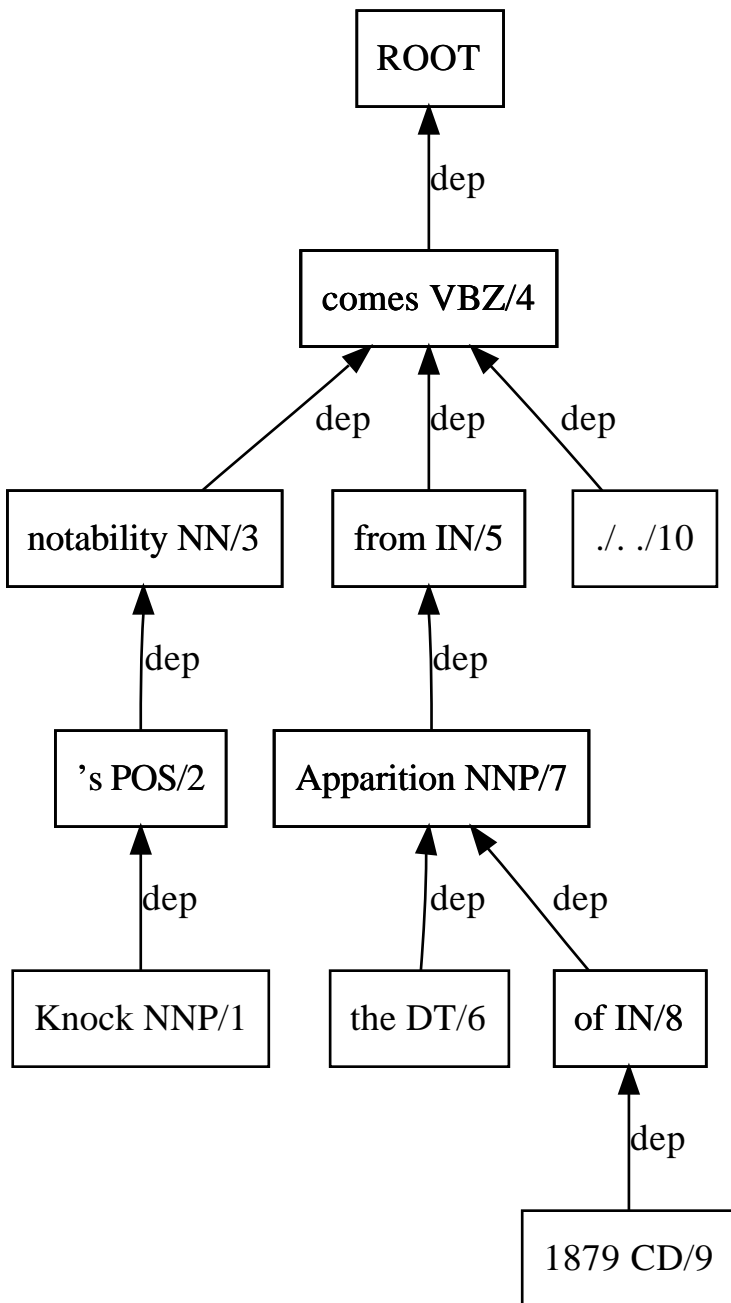 ROOT
dep
comes VBZ/4
dep dep dep
notability NN/3 from IN/5 ./. ./10
dep dep
’s POS/2 Apparition NNP/7
dep dep dep
Knock NNP/1 the DT/6 of IN/8
dep
1879 CD/9